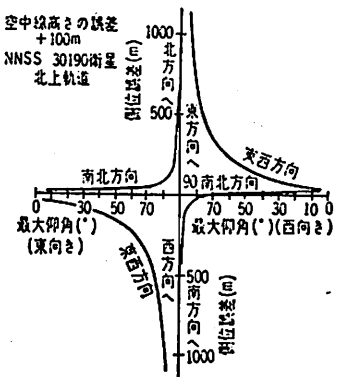 空中線高さの誤差
+100m
NNSS 30190衛星
北上軌道
測位誤差(m)
北方向へ
東方向へ
1000
500
東西方向
南北方向
90
南北方向
70
50
30
70
50
30
10
0
最大仰角(°)
(東向き)
最大仰角(°)(西向き)
東西方向
西方向へ
南方向へ
500
1000
測位誤差(m)